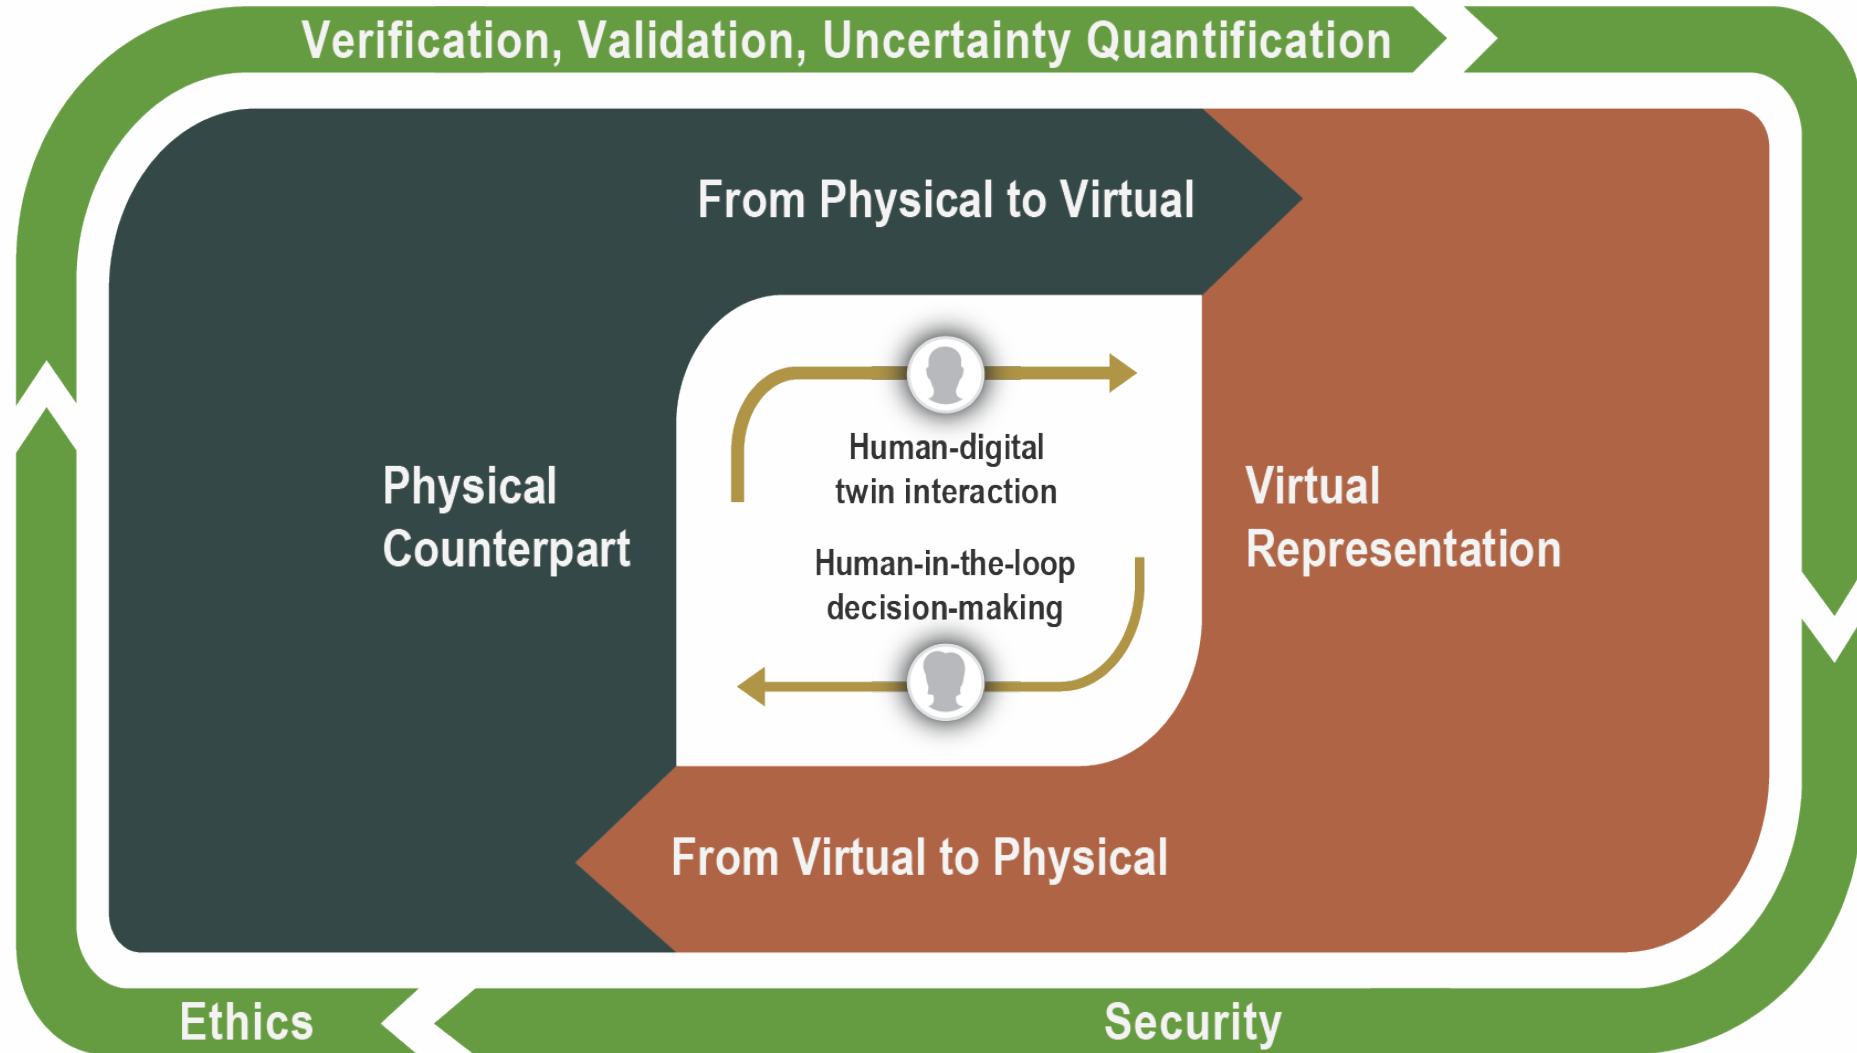 Verification, Validation, Uncertainty Quantification
From Physical to Virtual
Human-digital
twin interaction
Physical
Counterpart
Virtual
Representation
Human-in-the-loop
decision-making
From Virtual to Physical
Ethics
Security